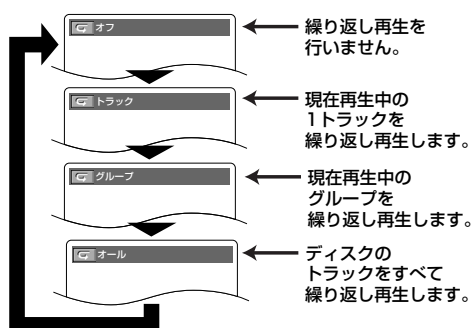 オフ
繰り返し再生を
行いません。
トラック
現在再生中の
1トラックを
繰り返し再生します。
グループ
現在再生中の
グループを
繰り返し再生します。
オール
ディスクの
トラックをすべて
繰り返し再生します。